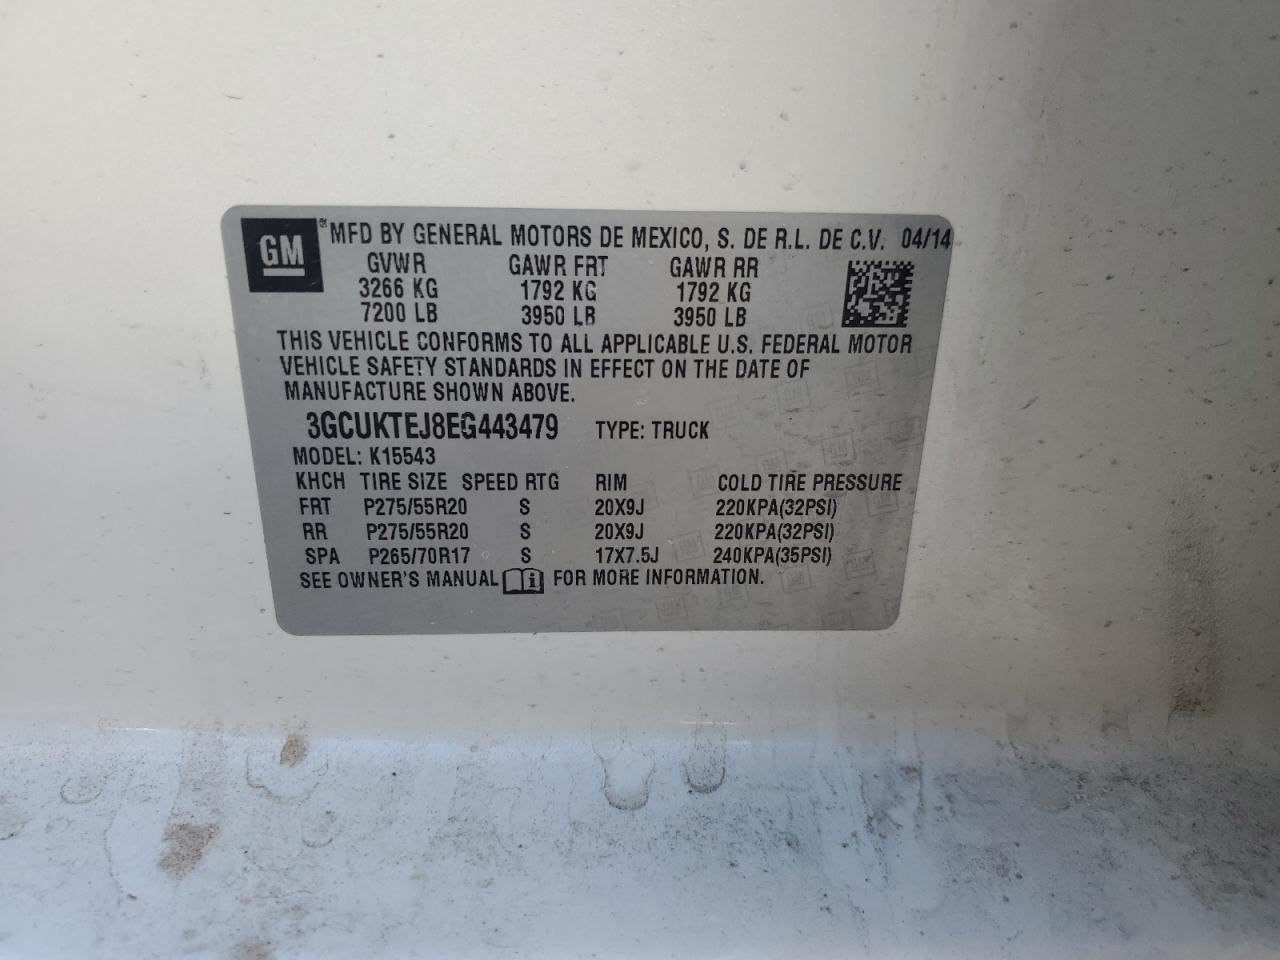 GM ® MFD BY GENERAL MOTORS DE MEXICO, S. DE R.L. DE C.V. 04/14
GVWR GAWR FRT GAWR RR
3266 KG 1792 KG 1792 KG
7200 LB 3950 LB 3950 LB
THIS VEHICLE CONFORMS TO ALL APPLICABLE U.S. FEDERAL MOTOR
VEHICLE SAFETY STANDARDS IN EFFECT ON THE DATE OF
MANUFACTURE SHOWN ABOVE.
3GCUKTEJ8EG443479 TYPE: TRUCK
MODEL: K15543
KHCH TIRE SIZE SPEED RTG RIM COLD TIRE PRESSURE
FRT P275/55R20 S 20X9J 220KPA(32PSI)
RR P275/55R20 S 20X9J 220KPA(32PSI)
SPA P265/70R17 S 17X7.5J 240KPA(35PSI)
SEE OWNER'S MANUAL i FOR MORE INFORMATION.